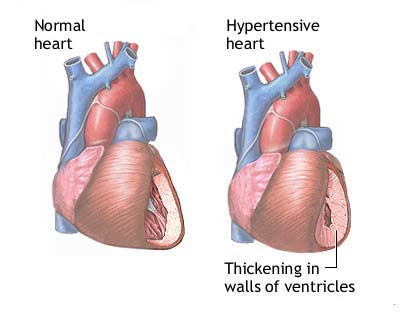 Normal
heart
Hypertensive
heart
Thickening in
walls of ventricles